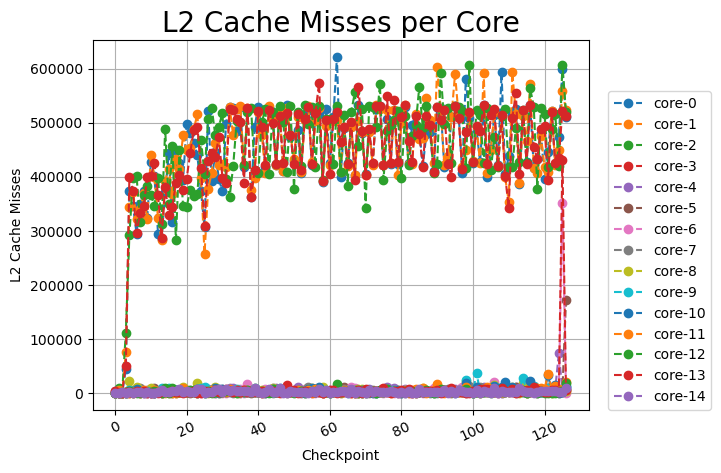 L2 Cache Misses per Core
L2 Cache Misses
600000
500000
400000
300000
200000
100000
0
0 20 40 60 80 100 120
Checkpoint
core-0
core-1
core-2
core-3
core-4
core-5
core-6
core-7
core-8
core-9
core-10
core-11
core-12
core-13
core-14